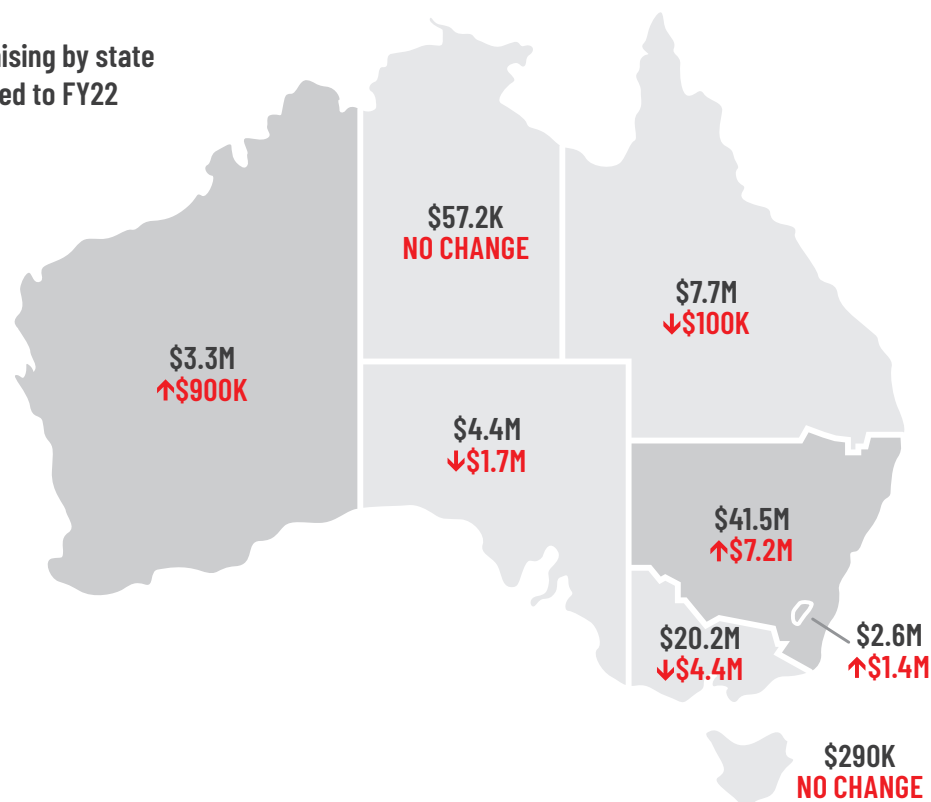 ising by state
ed to FY22
$57.2K
NO CHANGE
$7.7M
↓$100K
$3.3M
↑$900K
$4.4M
↓$1.7M
$41.5M
↑$7.2M
$20.2M
↓$4.4M
$2.6M
↑$1.4M
$290K
NO CHANGE